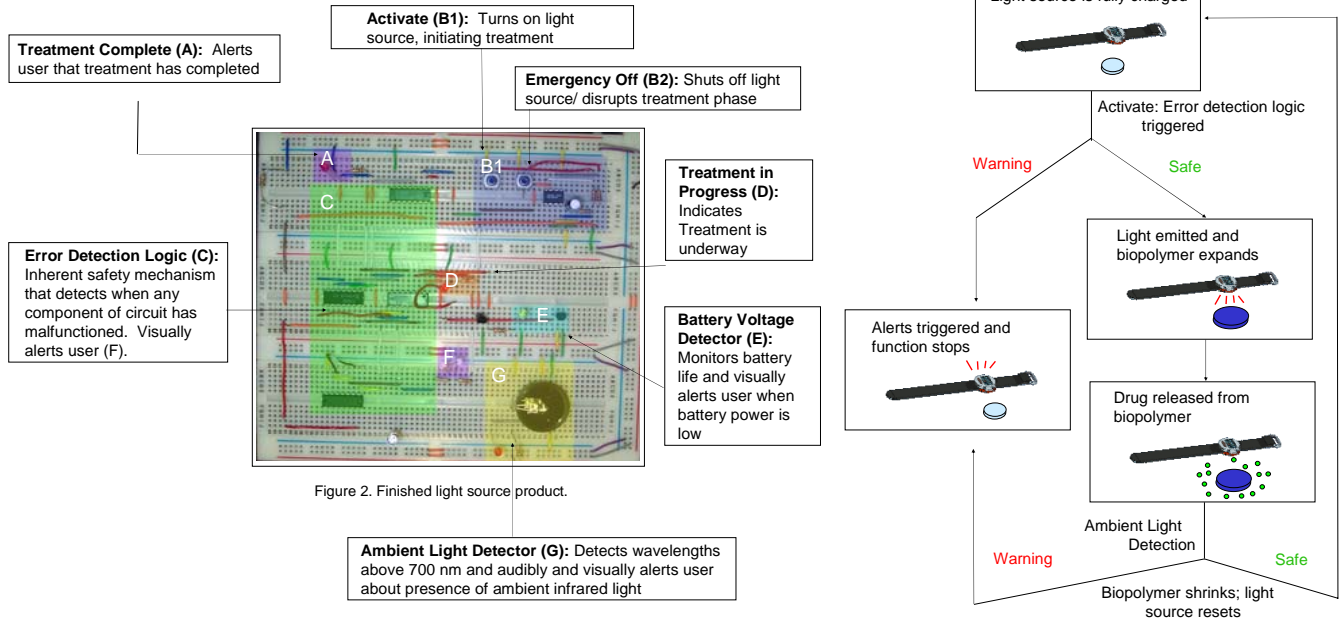 Activate (B1): Turns on light
source, initiating treatment
Treatment Complete (A): Alerts
user that treatment has completed
Emergency Off (B2): Shuts off light
source/ disrupts treatment phase
A
B1
C
D
E
F
G
Treatment in
Progress (D):
Indicates
Treatment is
underway
Error Detection Logic (C):
Inherent safety mechanism
that detects when any
component of circuit has
malfunctioned. Visually
alerts user (F).
Battery Voltage
Detector (E):
Monitors battery
life and visually
alerts user when
battery power is
low
Figure 2. Finished light source product.
Ambient Light Detector (G): Detects wavelengths
above 700 nm and audibly and visually alerts user
about presence of ambient infrared light
Light source is fully charged
Activate: Error detection logic
triggered
Warning
Safe
Light emitted and
biopolymer expands
Alerts triggered and
function stops
Drug released from
biopolymer
Ambient Light
Detection
Warning
Safe
Biopolymer shrinks; light
source resets